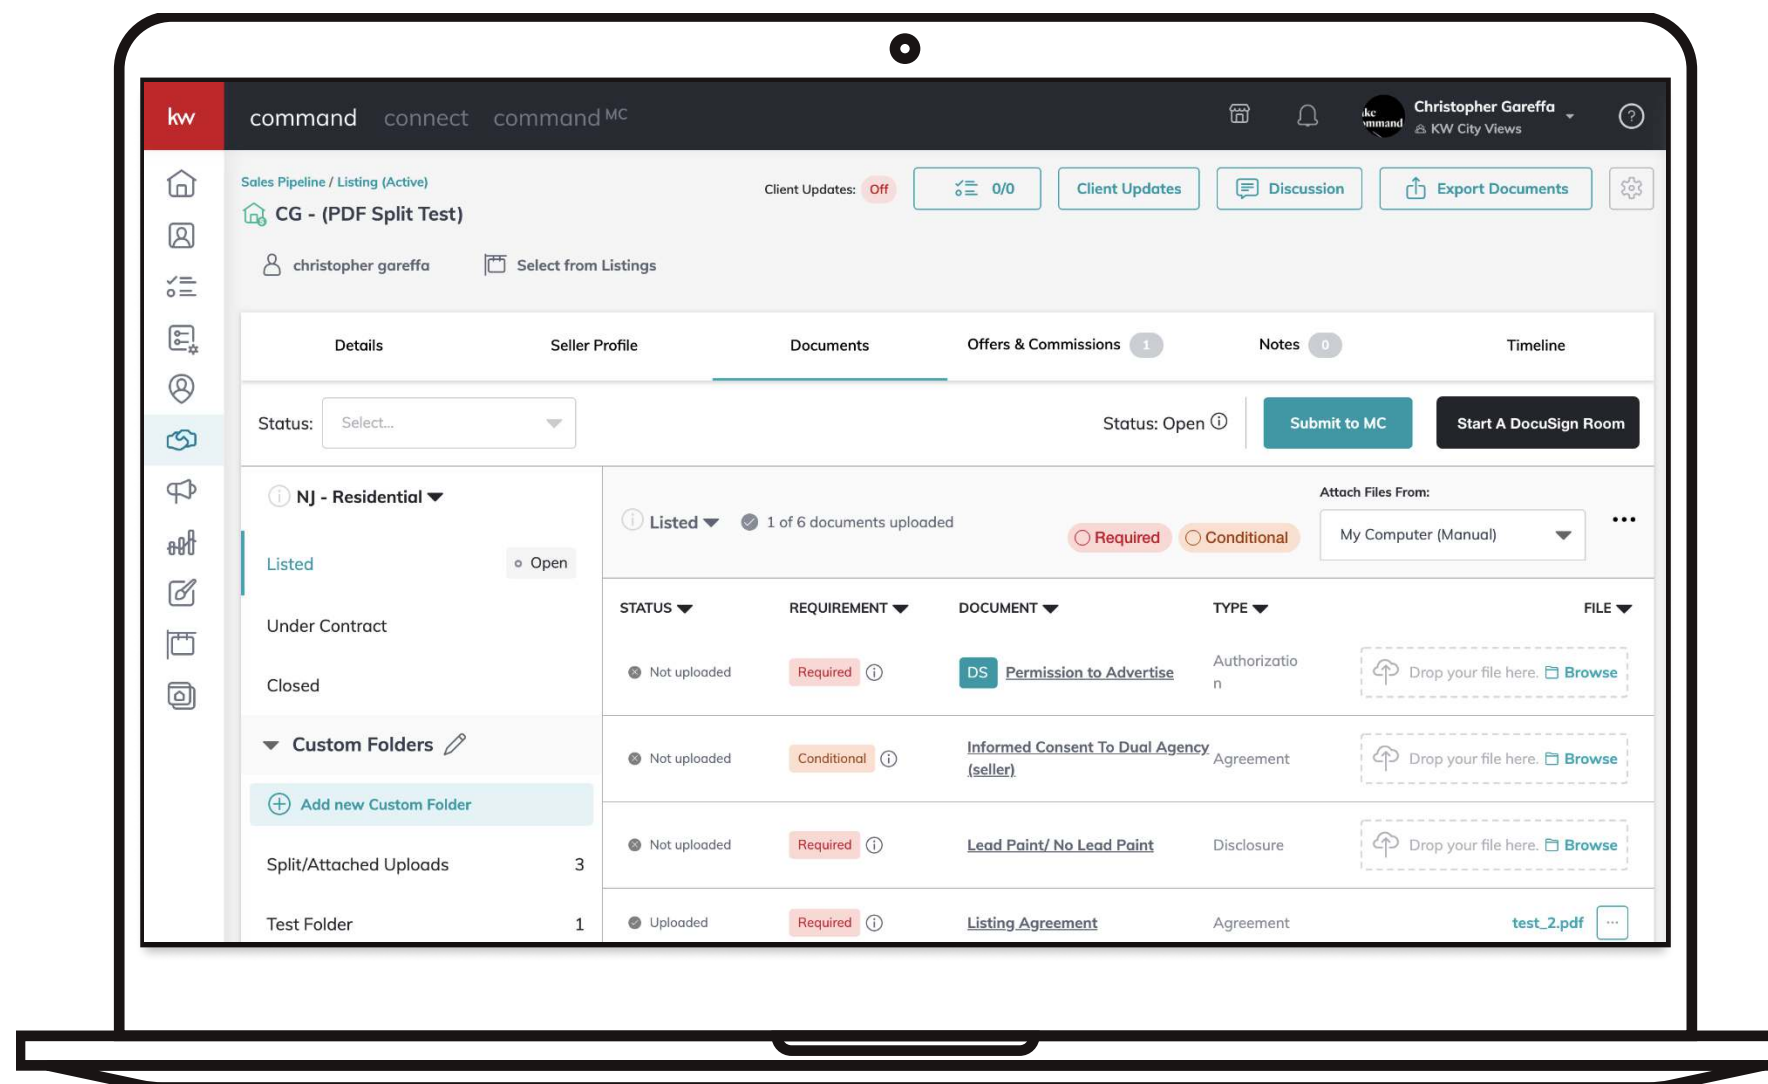 kw
command connect command MC
ke
mmand
Christopher Gareffa
KW City Views
?
Sales Pipeline / Listing (Active)
CG - (PDF Split Test)
Client Updates: Off
0/0
Client Updates
Discussion
Export Documents
christopher gareffa
Select from Listings
Details
Seller Profile
Documents
Offers & Commissions 1
Notes 0
Timeline
Status: Select...
Status: Open
Submit to MC
Start A DocuSign Room
NJ - Residential
Listed
Open
Under Contract
Closed
Custom Folders
Add new Custom Folder
Split/Attached Uploads 3
Test Folder 1
Listed
1 of 6 documents uploaded
Required
Conditional
Attach Files From:
My Computer (Manual)
STATUS REQUIREMENT DOCUMENT TYPE FILE
Not uploaded Required DS Permission to Advertise Authorizatio
n
Drop your file here. Browse
Not uploaded Conditional Informed Consent To Dual Agency
(seller)
Agreement Drop your file here. Browse
Not uploaded Required Lead Paint/ No Lead Paint Disclosure Drop your file here. Browse
Uploaded Required Listing Agreement Agreement test_2.pdf ...